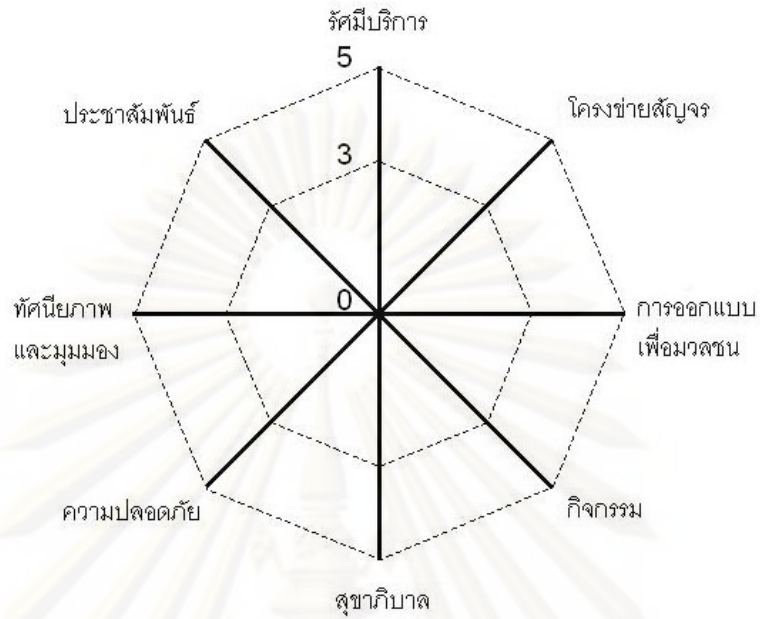 รัศมีบริการ
5
ประชาสัมพันธ์
โครงข่ายสัญจร
3
0
ทัศนียภาพ
และมุมมอง
การออกแบบ
เพื่อมวลชน
ความปลอดภัย
กิจกรรม
สุขาภิบาล